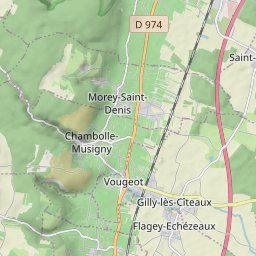 D 974
Saint-
Morey-Saint-
Denis
Chambolle-
Musigny
Vougeot
Gilly-lès-Cîteaux
Flagey-Echézeaux